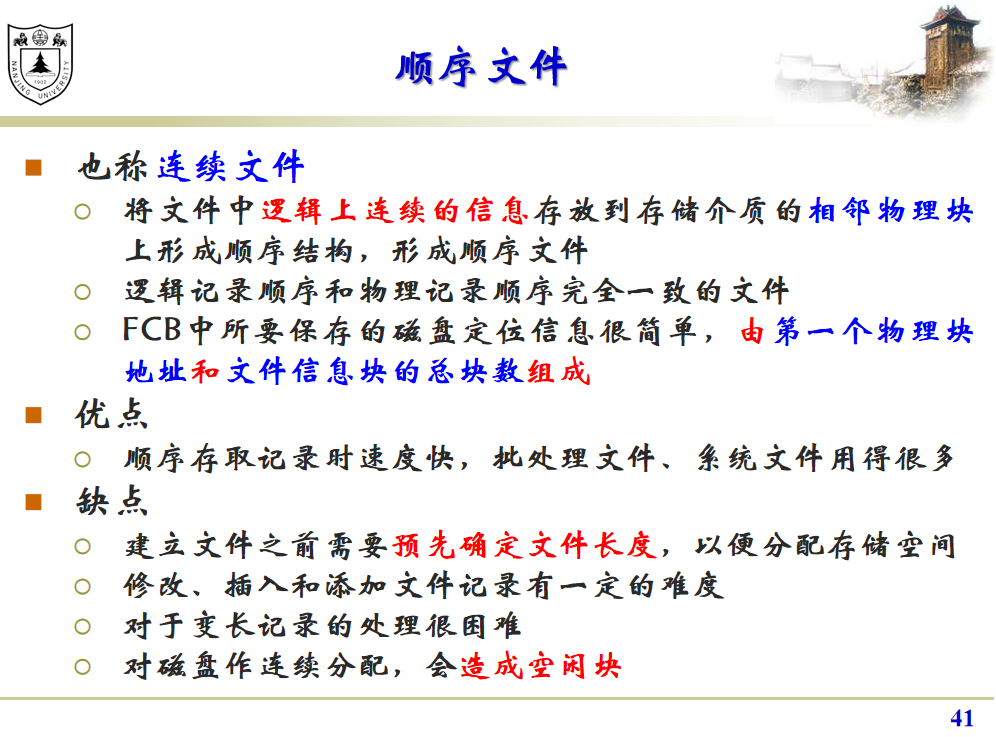 NANJING UNIVERSITY
1902
顺序文件
也称连续文件
将文件中逻辑上连续的信息存放到存储介质的相邻物理块
上形成顺序结构，形成顺序文件
逻辑记录顺序和物理记录顺序完全一致的文件
FCB中所要保存的磁盘定位信息很简单，由第一个物理块
地址和文件信息块的总块数组成
优点
顺序存取记录时速度快，批处理文件、系统文件用得很多
缺点
建立文件之前需要预先确定文件长度，以便分配存储空间
修改、插入和添加文件记录有一定的难度
对于变长记录的处理很困难
对磁盘作连续分配，会造成空闲块
41